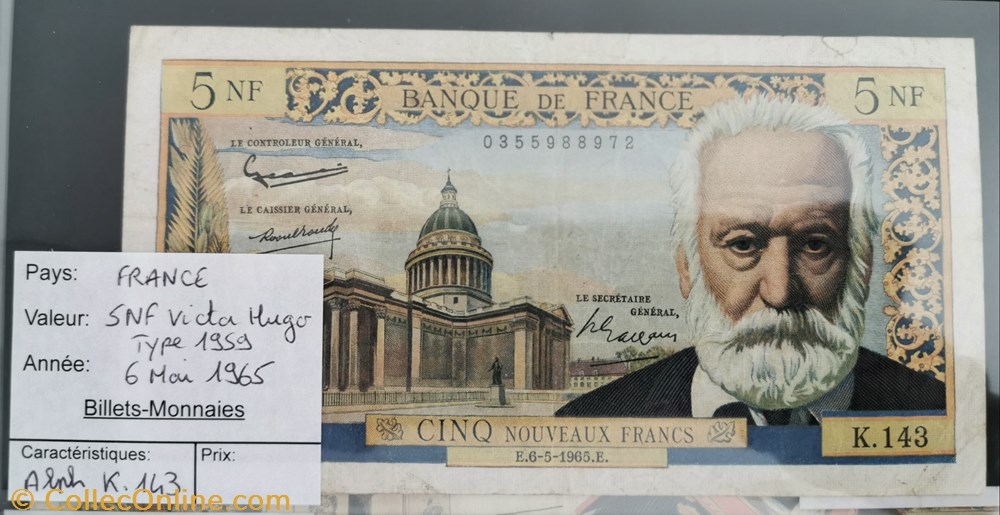 5 NF
BANQUE DE FRANCE
5 NF
LE CONTROLEUR GÉNÉRAL,
0355988972
LE CAISSIER GÉNÉRAL,
LE SECRÉTAIRE
GÉNÉRAL,
CINQ NOUVEAUX FRANCS
E.6-5-1965.E.
K.143
Pays: FRANCE
Valeur: 5NF Victor Hugo
Type 1959
Année: 6 Mai 1965
Billets-Monnaies
Caractéristiques: Prix:
Alph K.143
© CollecOnline.com